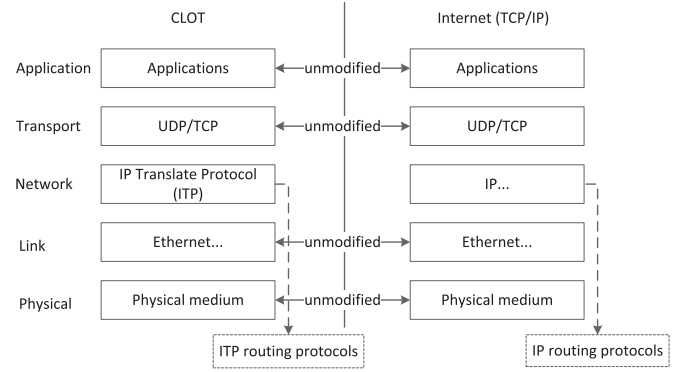 CLOT Internet (TCP/IP)
Application Applications unmodified Applications
Transport UDP/TCP unmodified UDP/TCP
Network IP Translate Protocol
(ITP) IP...
Link Ethernet... unmodified Ethernet...
Physical Physical medium unmodified Physical medium
ITP routing protocols IP routing protocols